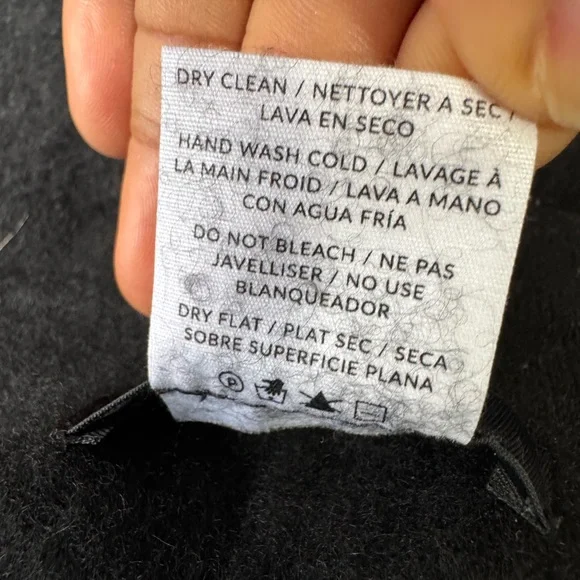 DRY CLEAN / NETTOYER A SEC /
LAVA EN SECO
HAND WASH COLD / LAVAGE À
LA MAIN FROID / LAVA A MANO
CON AGUA FRÍA
DO NOT BLEACH / NE PAS
JAVELLISER / NO USE
BLANQUEADOR
DRY FLAT / PLAT SEC / SECA
SOBRE SUPERFICIE PLANA
P